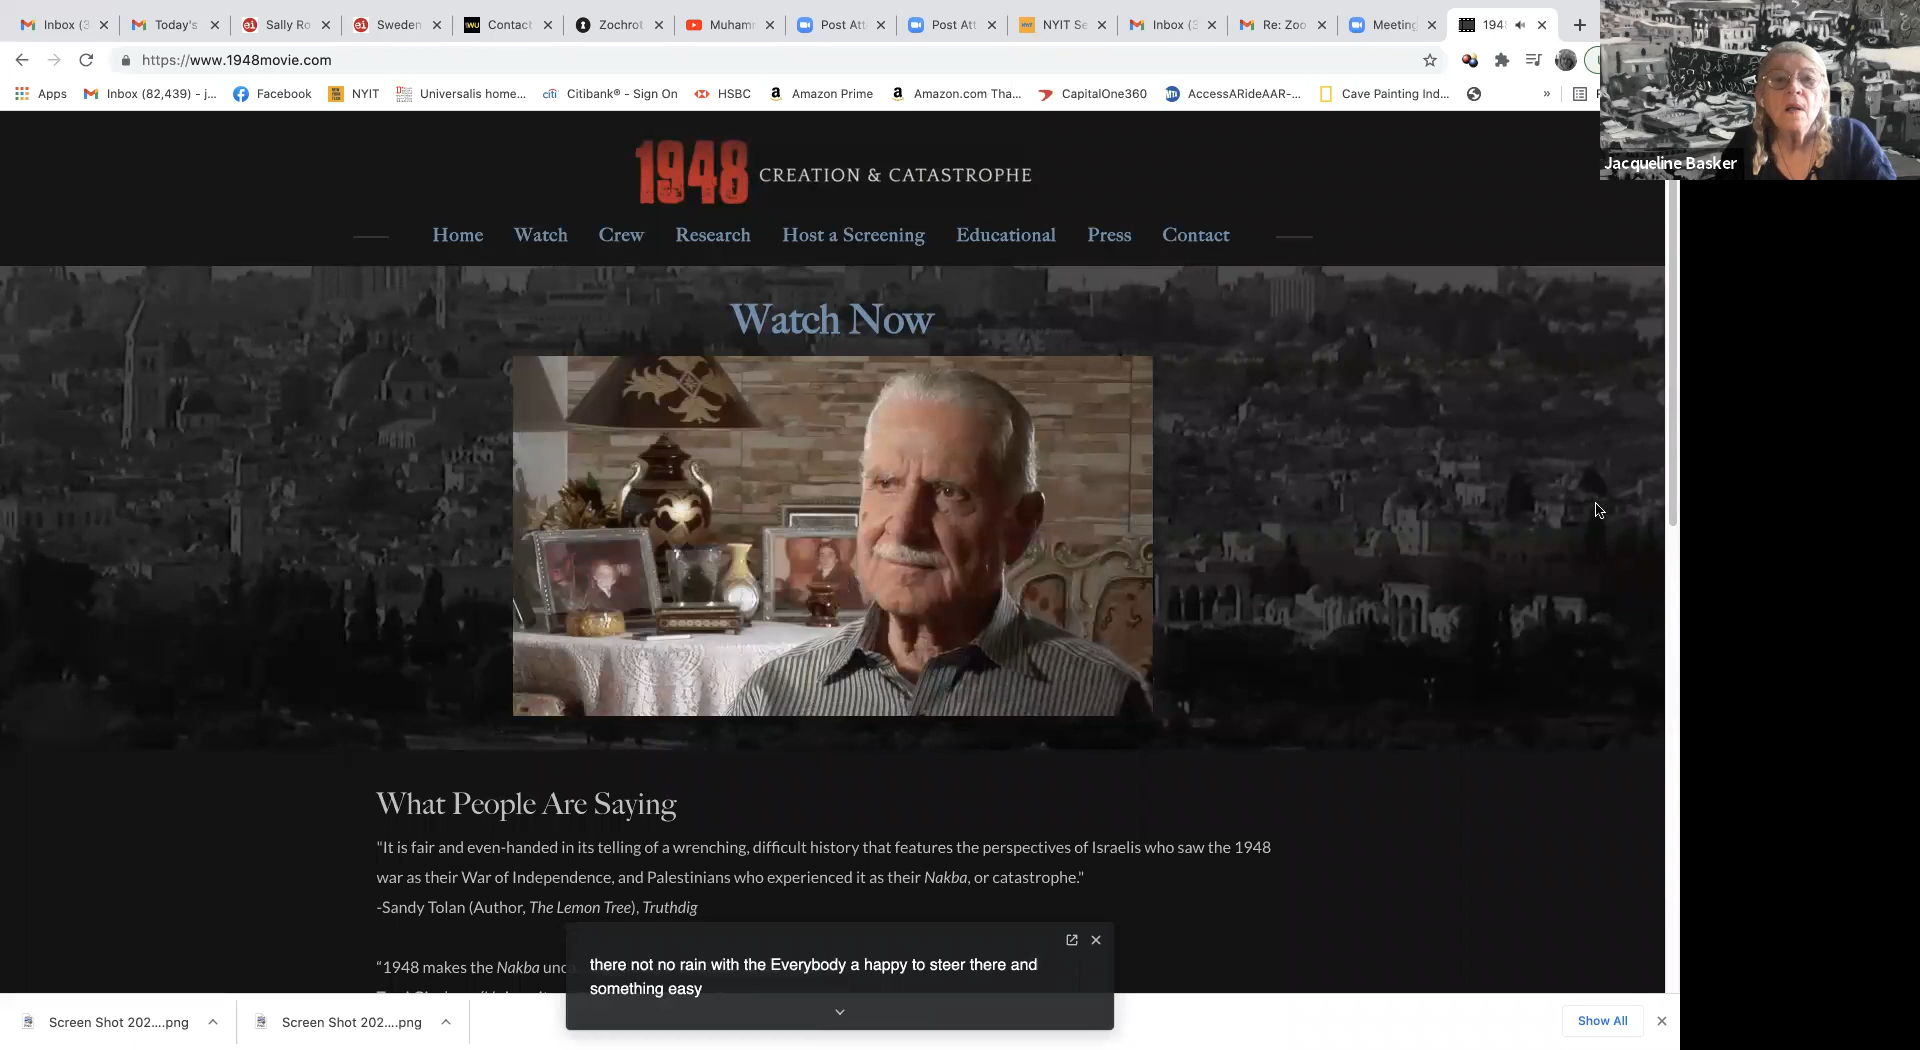 Inbox (3
Today's
Sally Ro
Sweden
Contact
Zochrot
Muham
Post Att
Post Att
NYIT Se
Inbox (3
Re: Zoo
Meeting
194
https://www.1948movie.com
Apps
Inbox (82,439) - j...
Facebook
NYIT
Universalis home...
Citibank® - Sign On
HSBC
Amazon Prime
Amazon.com Tha...
CapitalOne360
AccessARideAAR-...
Cave Painting Ind...
»
Jacqueline Basker
1948 CREATION & CATASTROPHE
Home Watch Crew Research Host a Screening Educational Press Contact
Watch Now
What People Are Saying
"It is fair and even-handed in its telling of a wrenching, difficult history that features the perspectives of Israelis who saw the 1948
war as their War of Independence, and Palestinians who experienced it as their Nakba, or catastrophe."
-Sandy Tolan (Author, The Lemon Tree), Truthdig
“1948 makes the Nakba
there not no rain with the Everybody a happy to steer there and
something easy
Screen Shot 202....png
Screen Shot 202....png
Show All